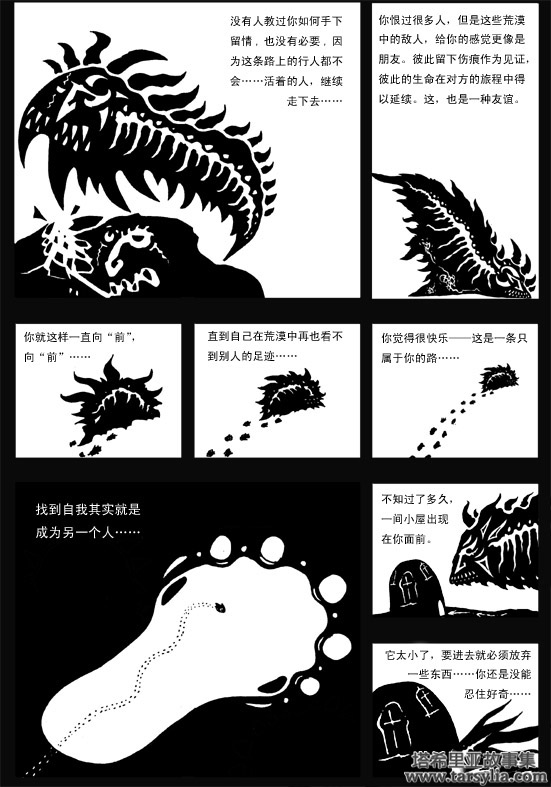 没有人教过你如何手下
留情，也没有必要，因
为这条路上的行人都不
会……活着的人，继续
走下去……
你恨过很多人，但是这些荒漠
中的敌人，给你的感觉更像是
朋友。彼此留下伤痕作为见证，
彼此的生命在对方的旅程中得
以延续。这，也是一种友谊。
你就这样一直向“前”，
向“前”……
直到自己在荒漠中再也看不
到别人的足迹……
你觉得很快乐——这是一条只
属于你的路……
找到自我其实就是
成为另一个人……
不知过了多久，
一间小屋出现
在你面前。
它太小了，要进去就必须放弃
一些东西……你还是没能
忍住好奇……
塔希里亚故事集
www.tarsylia.com